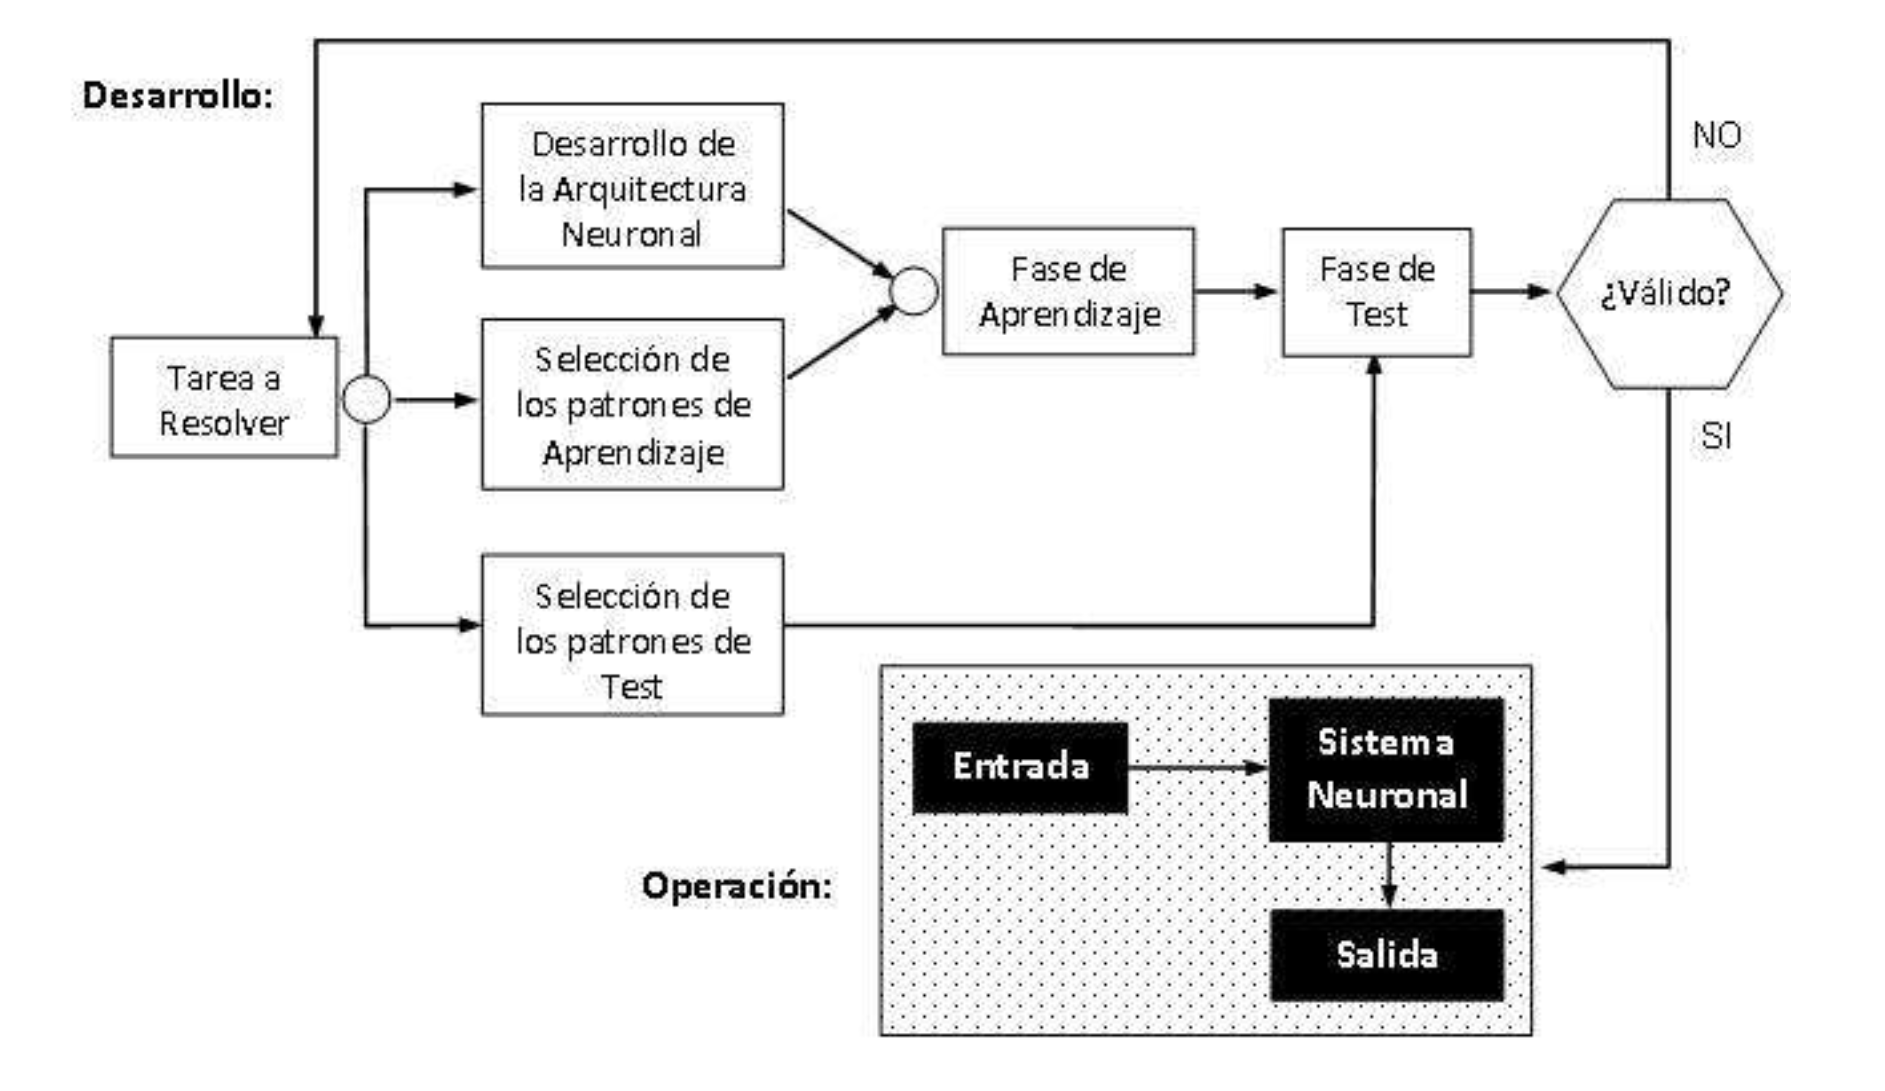 Desarrollo:
Desarrollo de
la Arquitectura
Neuronal
NO
Fase de
Aprendizaje
Fase de
Test
¿Válido?
Tarea a
Resolver
Selección de
los patrones de
Aprendizaje
SI
Selección de
los patrones de
Test
Entrada
Sistema
Neuronal
Operación:
Salida